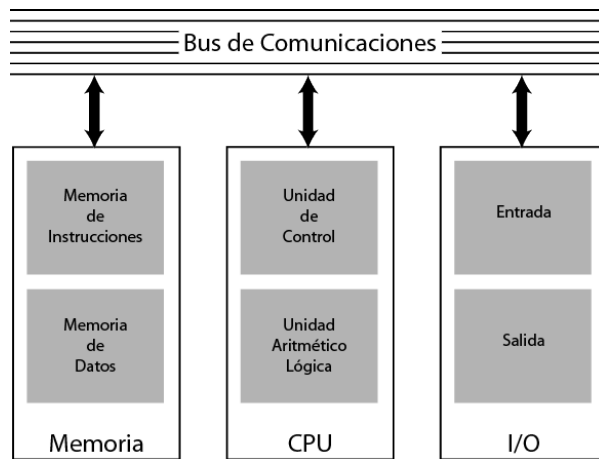 Bus de Comunicaciones
Memoria
de
Instrucciones
Memoria
de
Datos
Memoria
Unidad
de
Control
Unidad
Aritmético
Lógica
CPU
Entrada
Salida
I/O